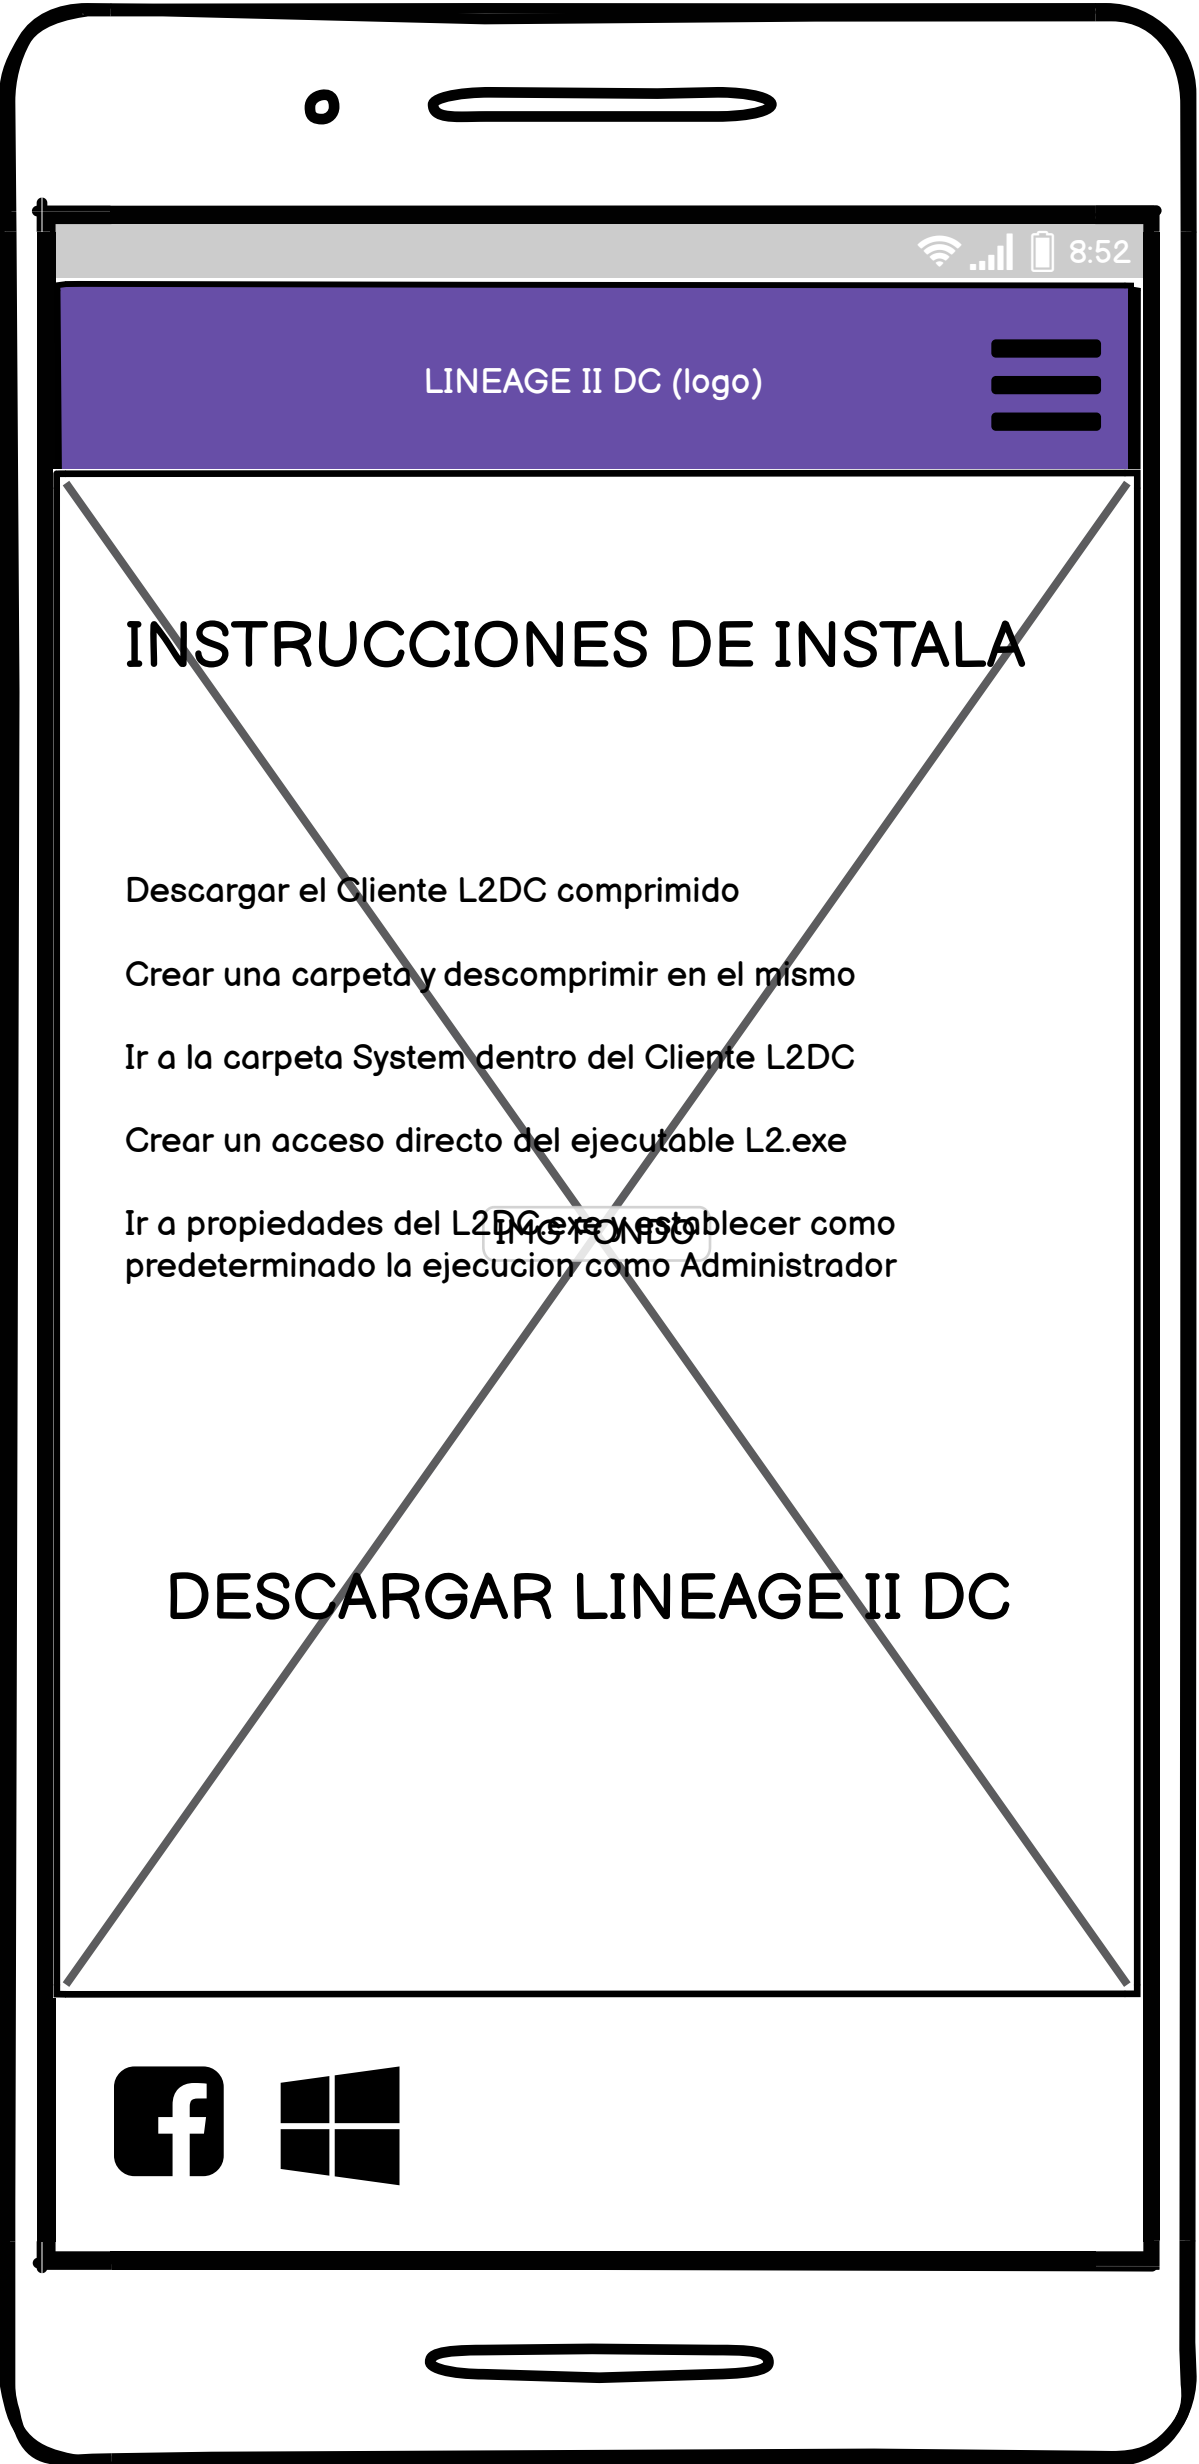 8:52
LINEAGE II DC (logo)
INSTRUCCIONES DE INSTALA
Descargar el Cliente L2DC comprimido
Crear una carpeta y descomprimir en el mismo
Ir a la carpeta System dentro del Cliente L2DC
Crear un acceso directo del ejecutable L2.exe
Ir a propiedades del L2DC.exe y establecer como
IMG FONDO
predeterminado la ejecucion como Administrador
DESCARGAR LINEAGE II DC